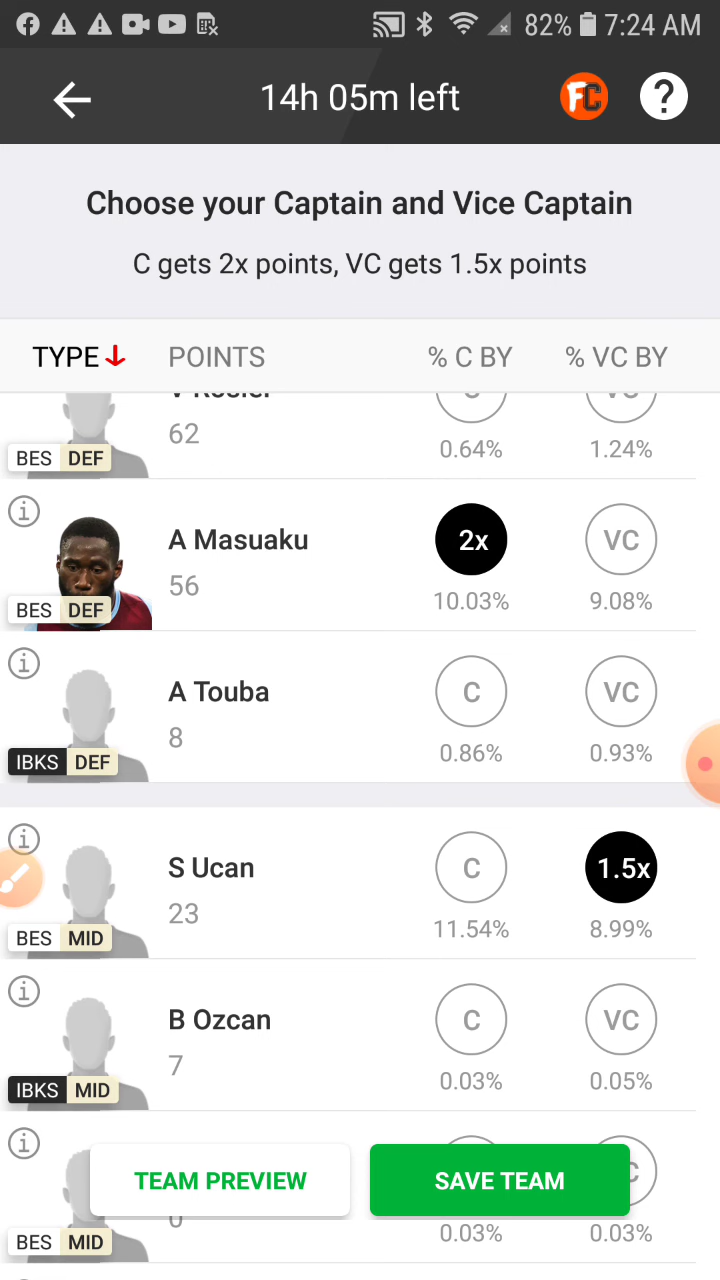 82% 7:24 AM
14h 05m left
FC
?
Choose your Captain and Vice Captain
C gets 2x points, VC gets 1.5x points
TYPE POINTS % C BY % VC BY
62
0.64% 1.24%
BES DEF
A Masuaku
2x VC
56
10.03% 9.08%
BES DEF
A Touba
C VC
8
0.86% 0.93%
IBKS DEF
S Ucan
C 1.5x
23
11.54% 8.99%
BES MID
B Ozcan
C VC
7
0.03% 0.05%
IBKS MID
TEAM PREVIEW SAVE TEAM
0
0.03% 0.03%
BES MID